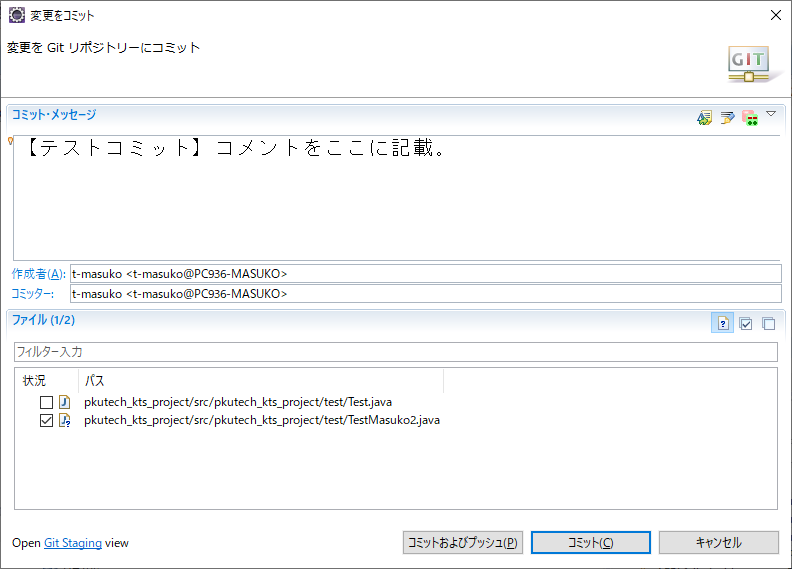 変更をコミット
変更を Git リポジトリーにコミット
GIT
コミット・メッセージ
【テストコミット】コメントをここに記載。
作成者(A): t-masuko <t-masuko@PC936-MASUKO>
コミッター: t-masuko <t-masuko@PC936-MASUKO>
ファイル (1/2)
フィルター入力
状況 パス
pkutech_kts_project/src/pkutech_kts_project/test/Test.java
pkutech_kts_project/src/pkutech_kts_project/test/TestMasuko2.java
Open Git Staging view
コミットおよびプッシュ(P) コミット(C) キャンセル